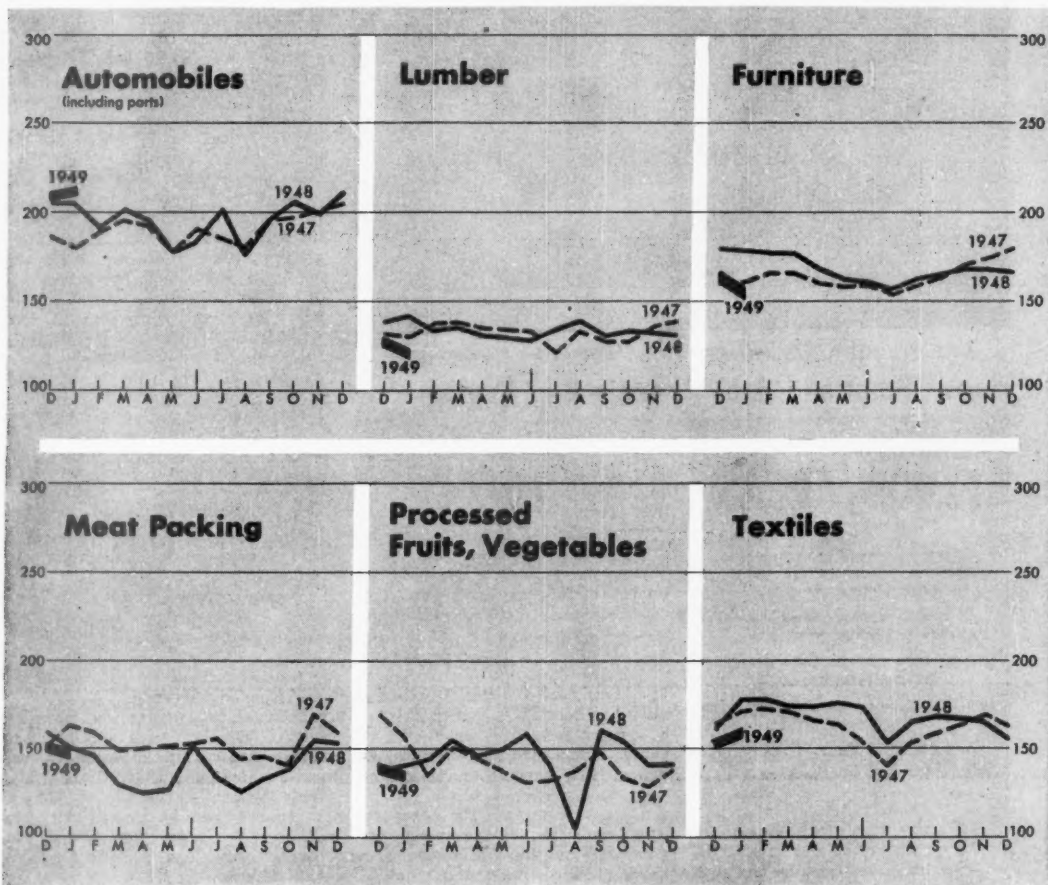 300 300
Automobiles
(including parts)
Lumber
Furniture
250 250
1949
200 1948 200
1947
1947
150 1948 150
1949
1947
1948
1949
100 100
D J F M A M J J A S O N D
D J F M A M J J A S O N D
D J F M A M J J A S O N D
300 300
Meat Packing
Processed
Fruits, Vegetables
Textiles
250 250
200 200
1947
1948
1948
150 1949 150
1949
1948
1949
1947
1947
100 100
D J F M A M J J A S O N D
D J F M A M J J A S O N D
D J F M A M J J A S O N D